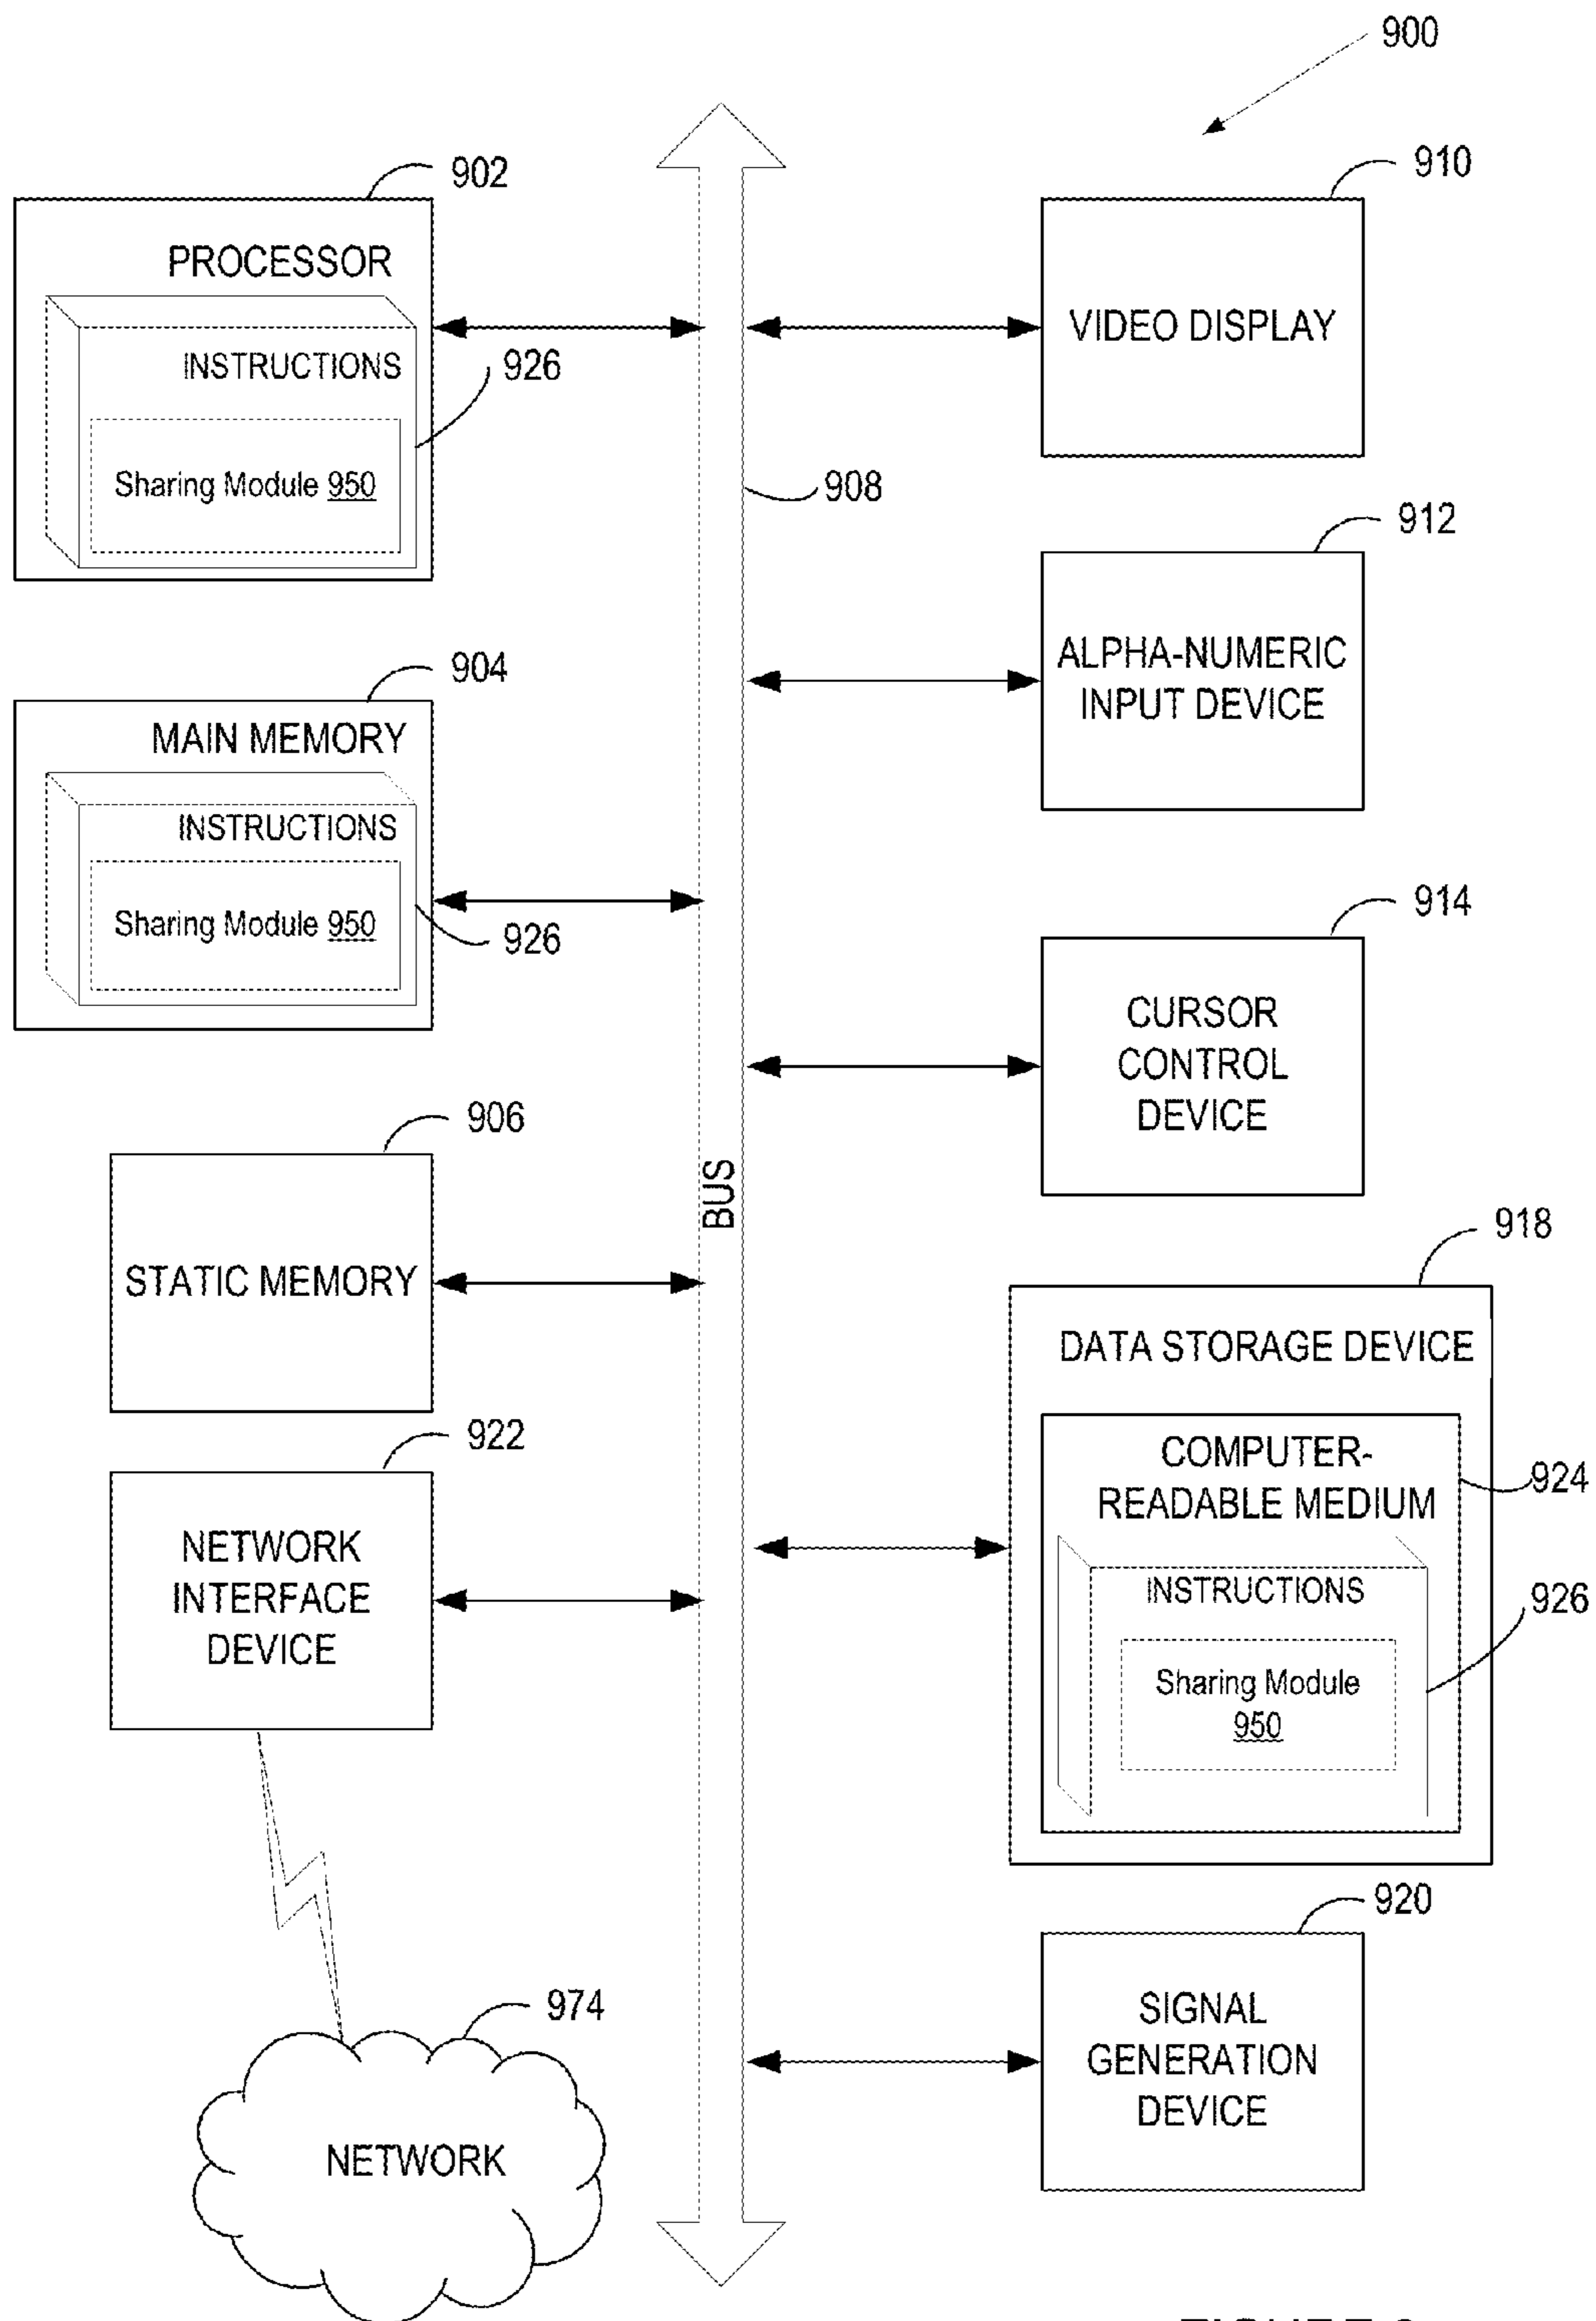 900
902
PROCESSOR
INSTRUCTIONS
926
Sharing Module 950
904
MAIN MEMORY
INSTRUCTIONS
Sharing Module 950
926
906
STATIC MEMORY
922
NETWORK
INTERFACE
DEVICE
974
NETWORK
908
BUS
910
VIDEO DISPLAY
912
ALPHA-NUMERIC
INPUT DEVICE
914
CURSOR
CONTROL
DEVICE
918
DATA STORAGE DEVICE
COMPUTER-
READABLE MEDIUM
924
INSTRUCTIONS
926
Sharing Module
950
920
SIGNAL
GENERATION
DEVICE